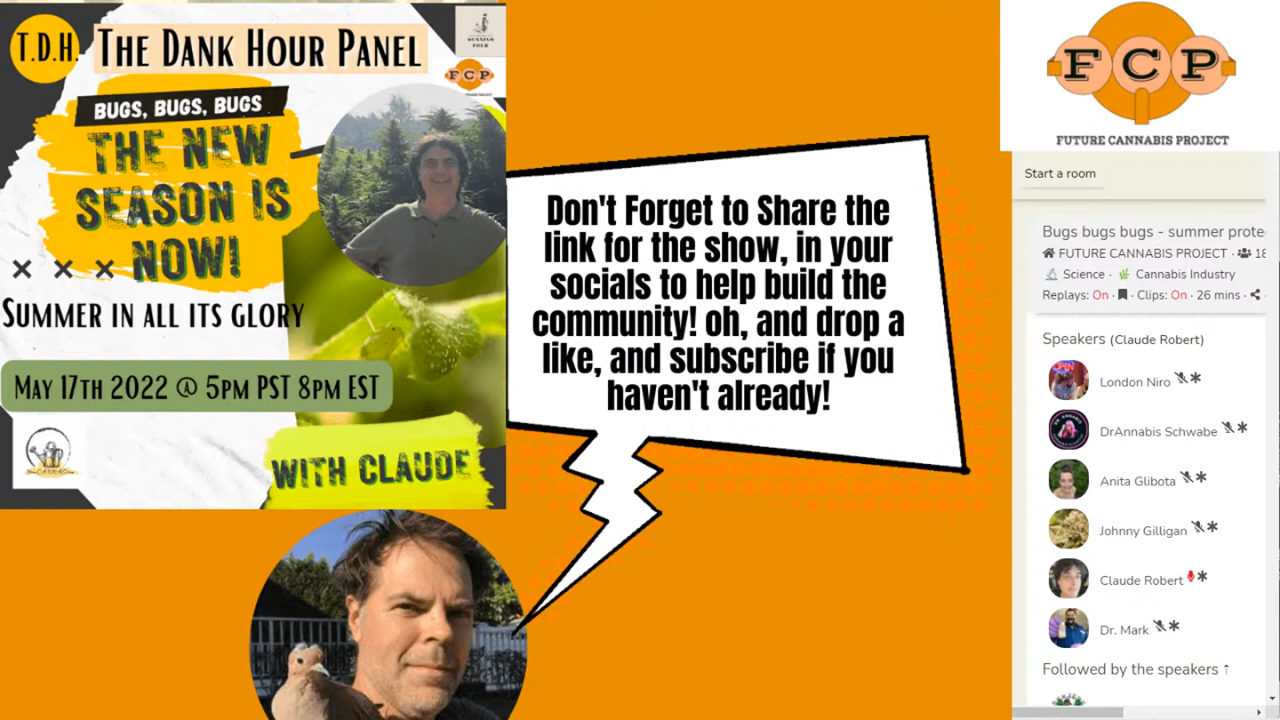 T.D.H.
THE DANK HOUR PANEL
BUGS, BUGS, BUGS
THE NEW
SEASON IS
NOW!
SUMMER IN ALL ITS GLORY
MAY 17TH 2022 @ 5PM PST 8PM EST
WITH CLAUDE
Don't Forget to Share the
link for the show, in your
socials to help build the
community! oh, and drop a
like, and subscribe if you
haven't already!
FCP
FUTURE CANNABIS PROJECT
Start a room
Bugs bugs bugs - summer prote
FUTURE CANNABIS PROJECT · 18
Science · Cannabis Industry
Replays: On · Clips: On · 26 mins ·
Speakers (Claude Robert)
London Niro
DrAnnabis Schwabe
Anita Glibota
Johnny Gilligan
Claude Robert
Dr. Mark
Followed by the speakers ↑